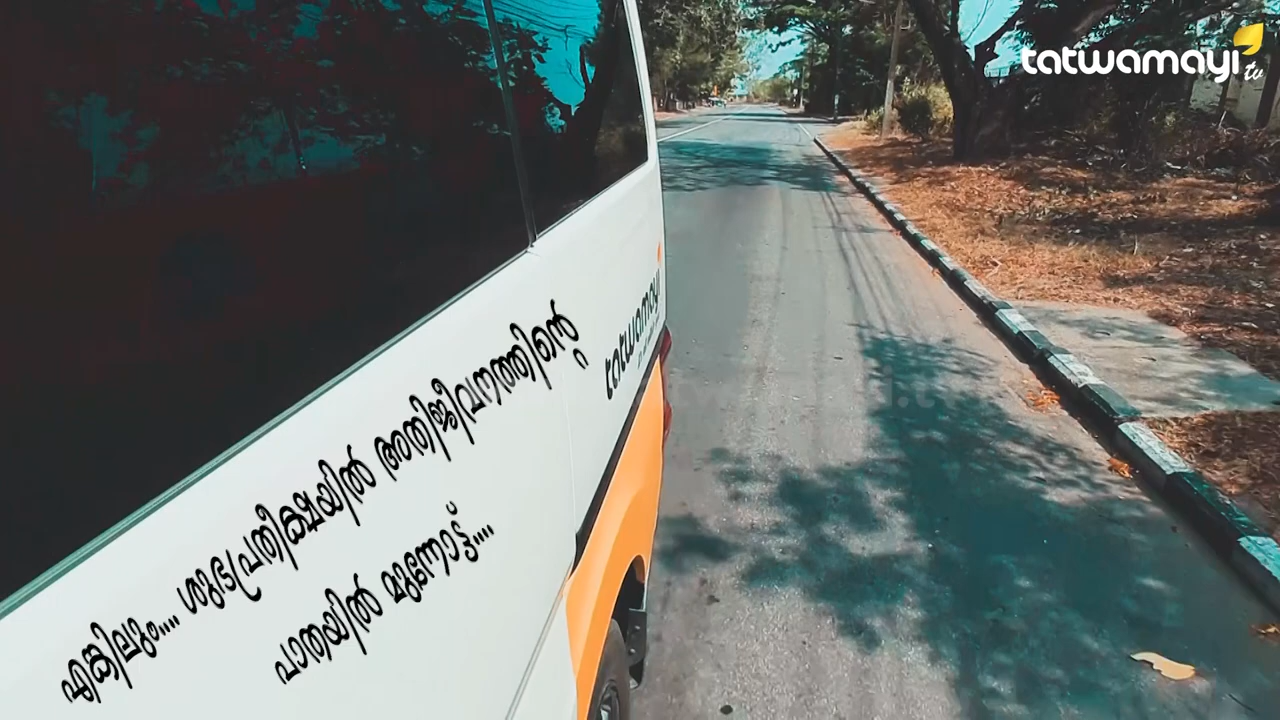 tatwamayi tv
tatwamayi
എങ്കിലും.... ശുഭപ്രതീക്ഷയിൽ അതിജീവനത്തിന്റെ
പാതയിൽ മുന്നോട്ട്....